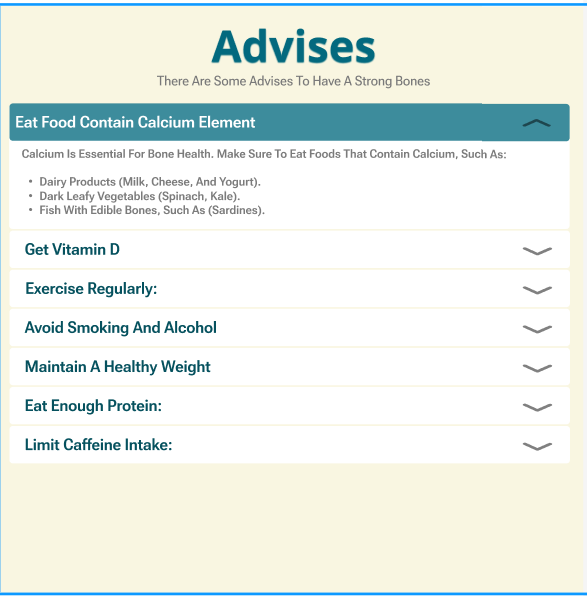 Advises
There Are Some Advises To Have A Strong Bones
Eat Food Contain Calcium Element
Calcium Is Essential For Bone Health. Make Sure To Eat Foods That Contain Calcium, Such As:
• Dairy Products (Milk, Cheese, And Yogurt).
• Dark Leafy Vegetables (Spinach, Kale).
• Fish With Edible Bones, Such As (Sardines).
Get Vitamin D
Exercise Regularly:
Avoid Smoking And Alcohol
Maintain A Healthy Weight
Eat Enough Protein:
Limit Caffeine Intake: